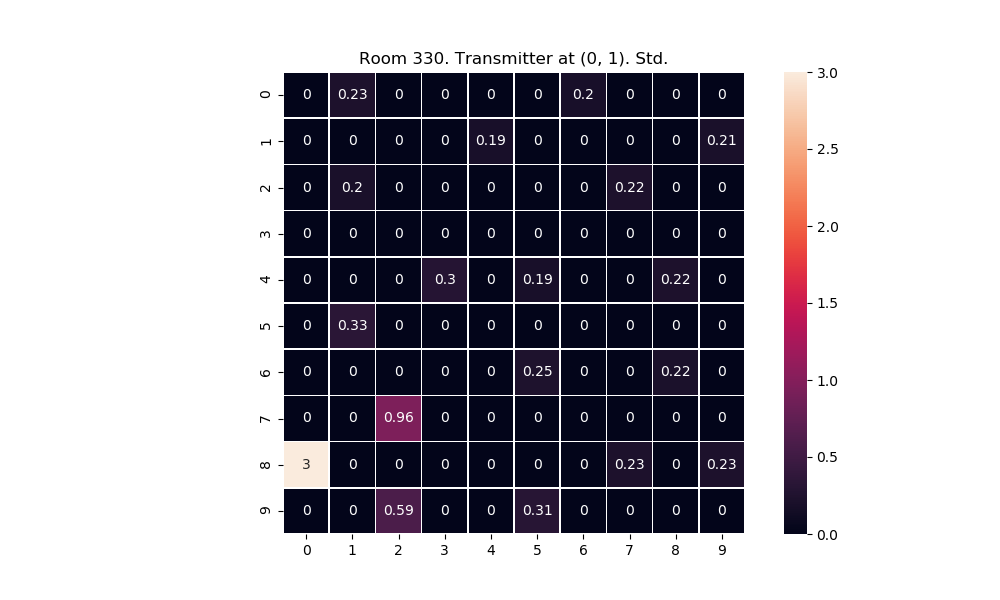 Room 330. Transmitter at (0, 1). Std.
0 0 0.23 0 0 0 0 0.2 0 0 0
1 0 0 0 0 0.19 0 0 0 0 0.21
2 0 0.2 0 0 0 0 0 0.22 0 0
3 0 0 0 0 0 0 0 0 0 0
4 0 0 0 0.3 0 0.19 0 0 0.22 0
5 0 0.33 0 0 0 0 0 0 0 0
6 0 0 0 0 0 0.25 0 0 0.22 0
7 0 0 0.96 0 0 0 0 0 0 0
8 3 0 0 0 0 0 0 0.23 0 0.23
9 0 0 0.59 0 0 0.31 0 0 0 0
0 1 2 3 4 5 6 7 8 9
3.0
2.5
2.0
1.5
1.0
0.5
0.0